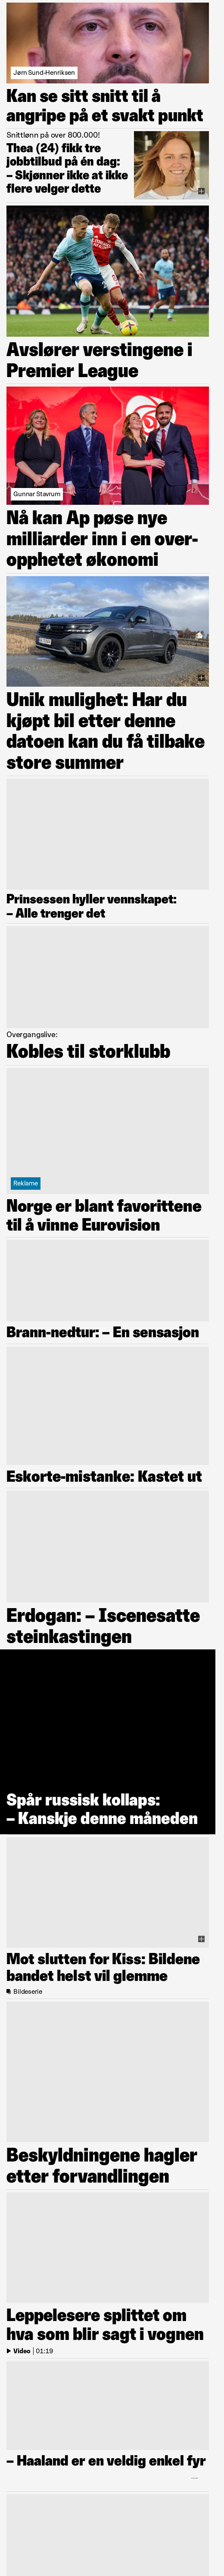 Jørn Sund-Henriksen
Kan se sitt snitt til å
angripe på et svakt punkt
Snittlønn på over 800.000!
Thea (24) fikk tre
jobbtilbud på én dag:
– Skjønner ikke at ikke
flere velger dette
Avslører verstingene i
Premier League
Gunnar Stavrum
Nå kan Ap pøse nye
milliarder inn i en over-
opphetet økonomi
Unik mulighet: Har du
kjøpt bil etter denne
datoen kan du få tilbake
store summer
Prinsessen hyller vennskapet:
– Alle trenger det
Overgangslive:
Kobles til storklubb
Reklame
Norge er blant favorittene
til å vinne Eurovision
Brann-nedtur: – En sensasjon
Eskorte-mistanke: Kastet ut
Erdogan: – Iscenesatte
steinkastingen
Spår russisk kollaps:
– Kanskje denne måneden
Mot slutten for Kiss: Bildene
bandet helst vil glemme
Bildeserie
Beskyldningene hagler
etter forvandlingen
Leppelesere splittet om
hva som blir sagt i vognen
Video | 01:19
– Haaland er en veldig enkel fyr